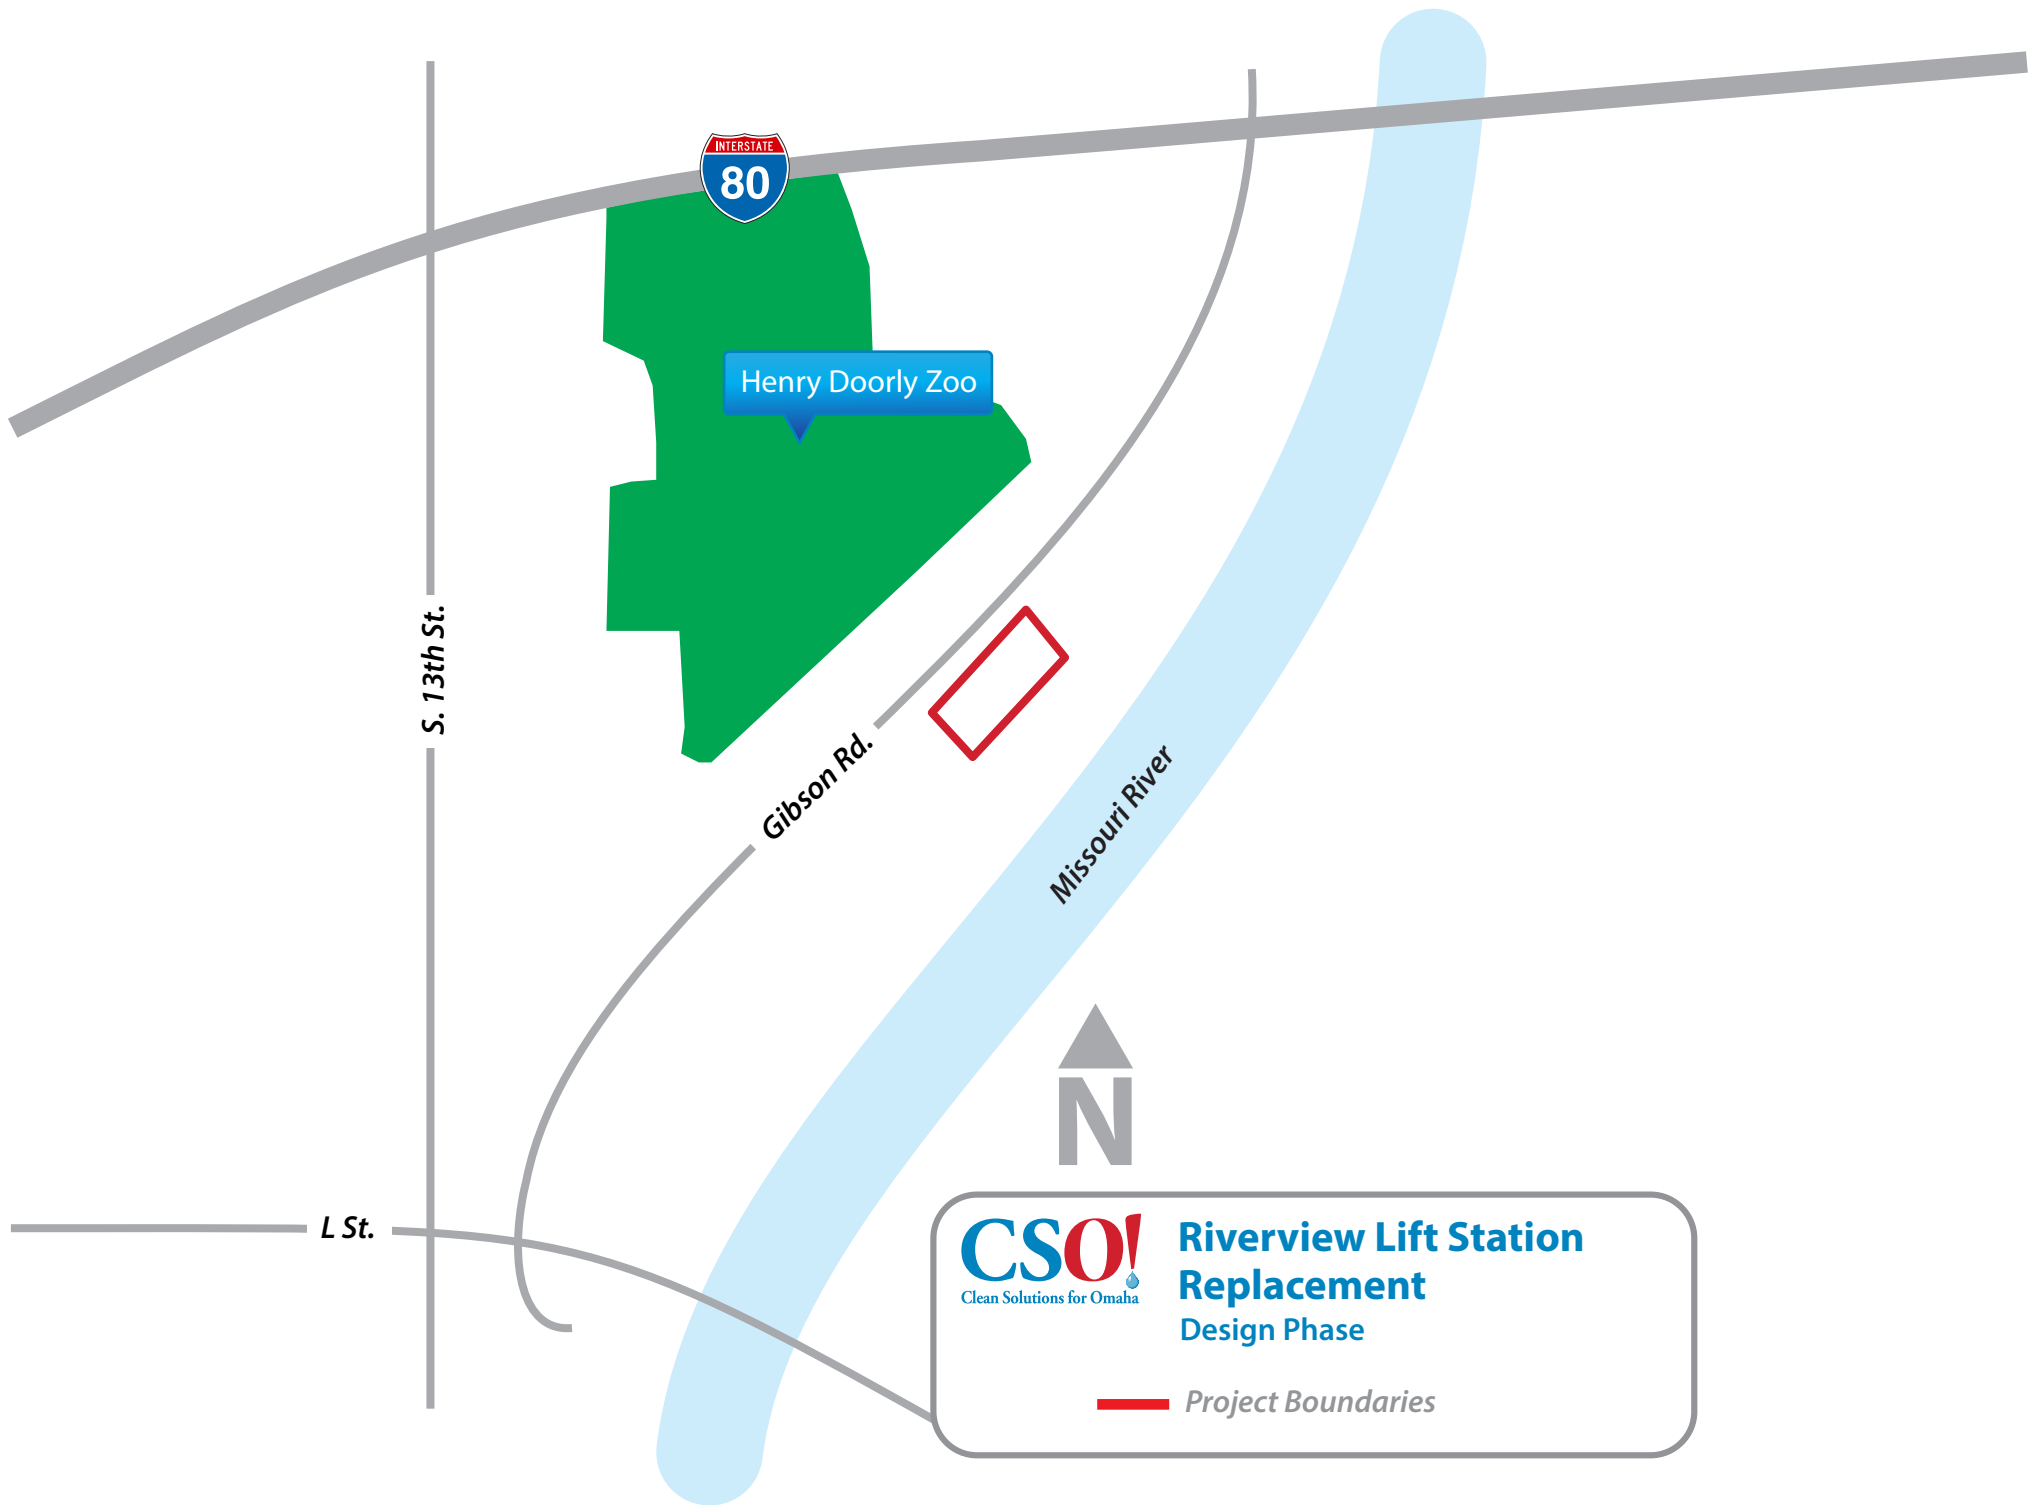 INTERSTATE
80
Henry Doorly Zoo
S. 13th St.
Gibson Rd.
Missouri River
N
L St.
CSO!
Clean Solutions for Omaha
Riverview Lift Station
Replacement
Design Phase
Project Boundaries